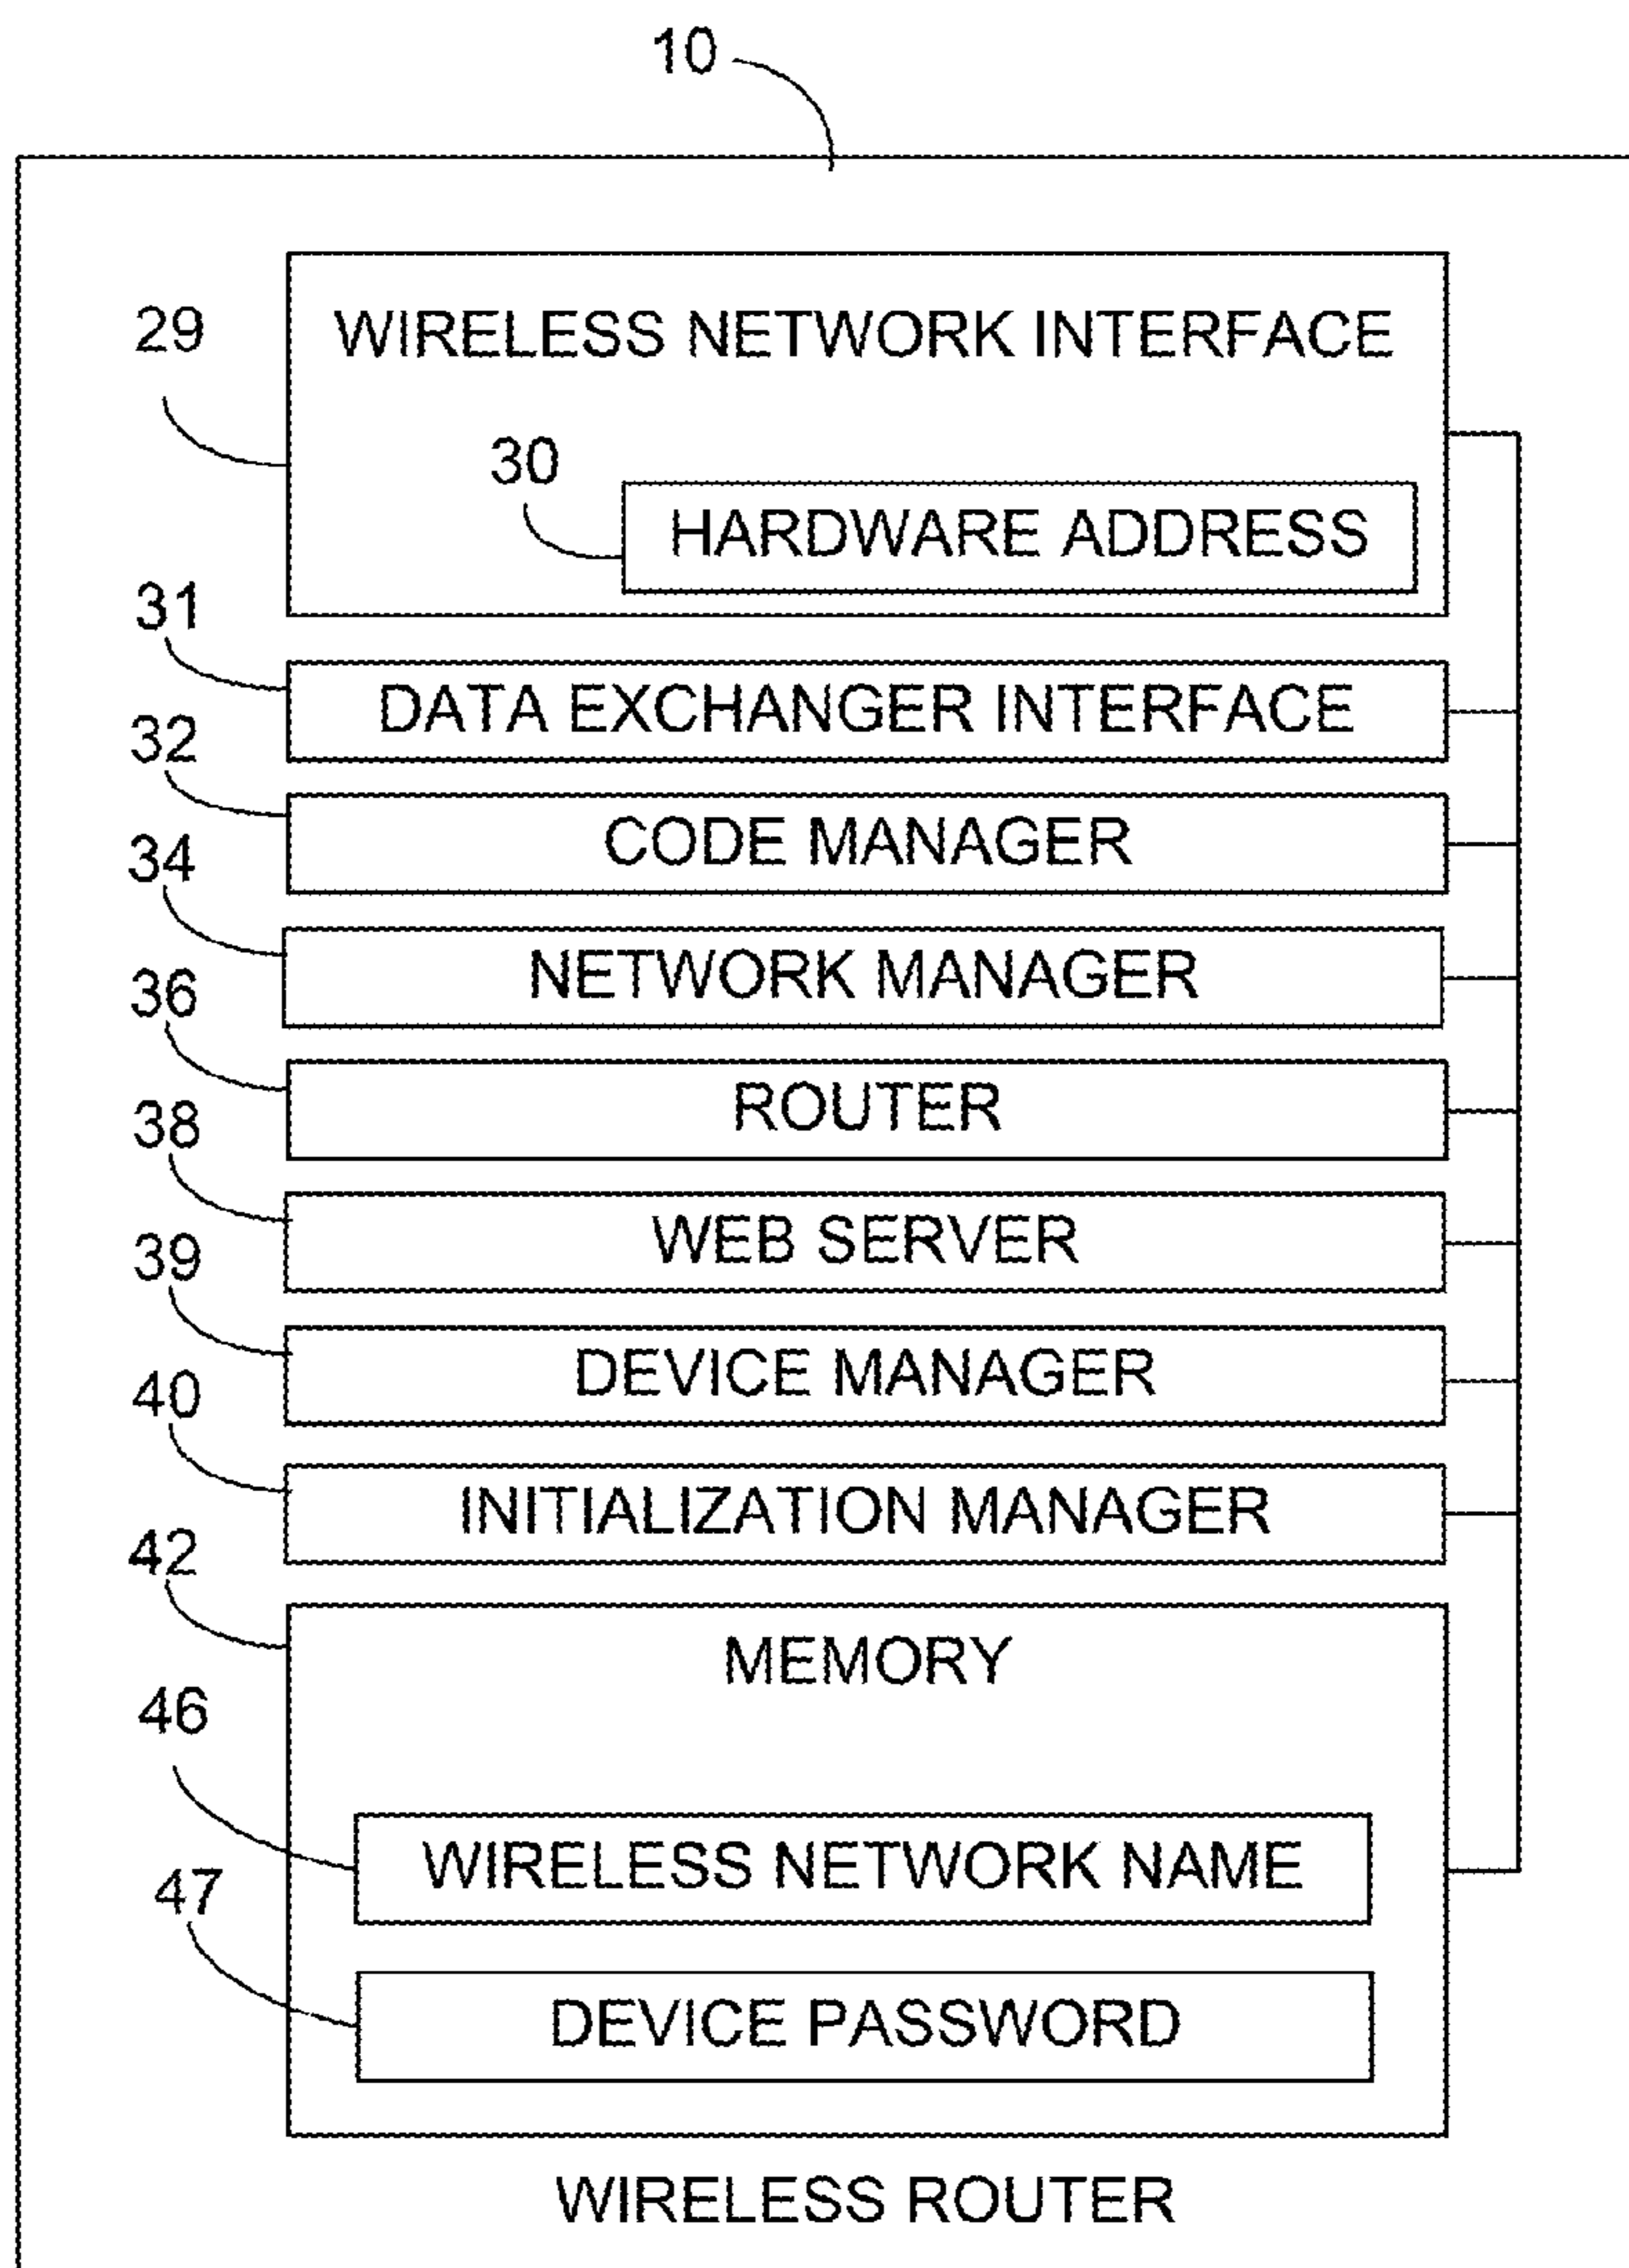 10
29
WIRELESS NETWORK INTERFACE
30
HARDWARE ADDRESS
31
DATA EXCHANGER INTERFACE
32
CODE MANAGER
34
NETWORK MANAGER
36
ROUTER
38
WEB SERVER
39
DEVICE MANAGER
40
INITIALIZATION MANAGER
42
MEMORY
46
WIRELESS NETWORK NAME
47
DEVICE PASSWORD
WIRELESS ROUTER